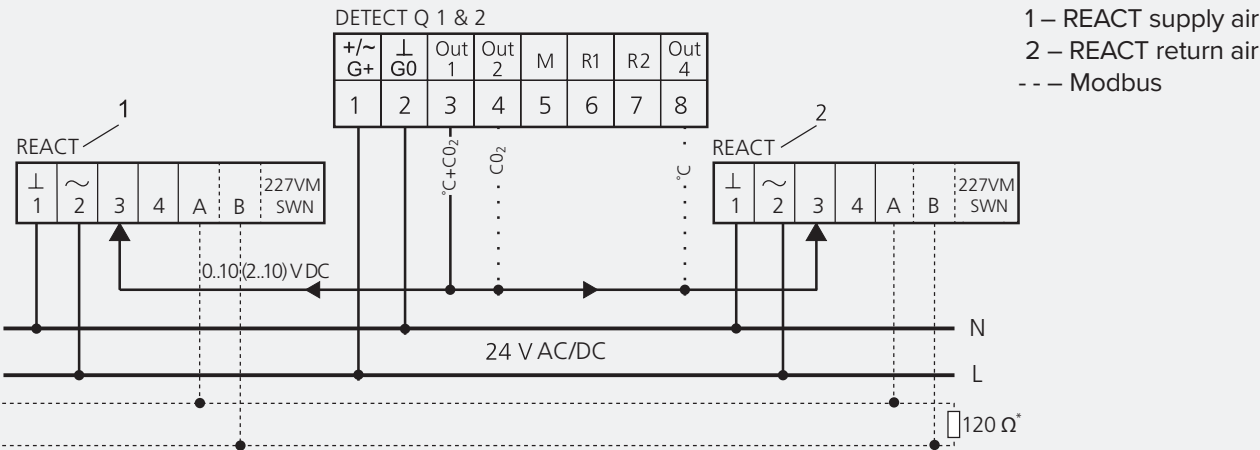 DETECT Q 1 & 2
+/~ ⊥ Out Out M R1 R2 Out
G+ G0 1 2 4
1 2 3 4 5 6 7 8
1 – REACT supply air
2 – REACT return air
- - – Modbus
1
REACT
⊥ ~ 227VM
1 2 3 4 A B SWN
°C+CO₂
CO₂
°C
2
REACT
⊥ ~ 227VM
1 2 3 4 A B SWN
0..10(2..10) V DC
N
24 V AC/DC
L
120 Ω*